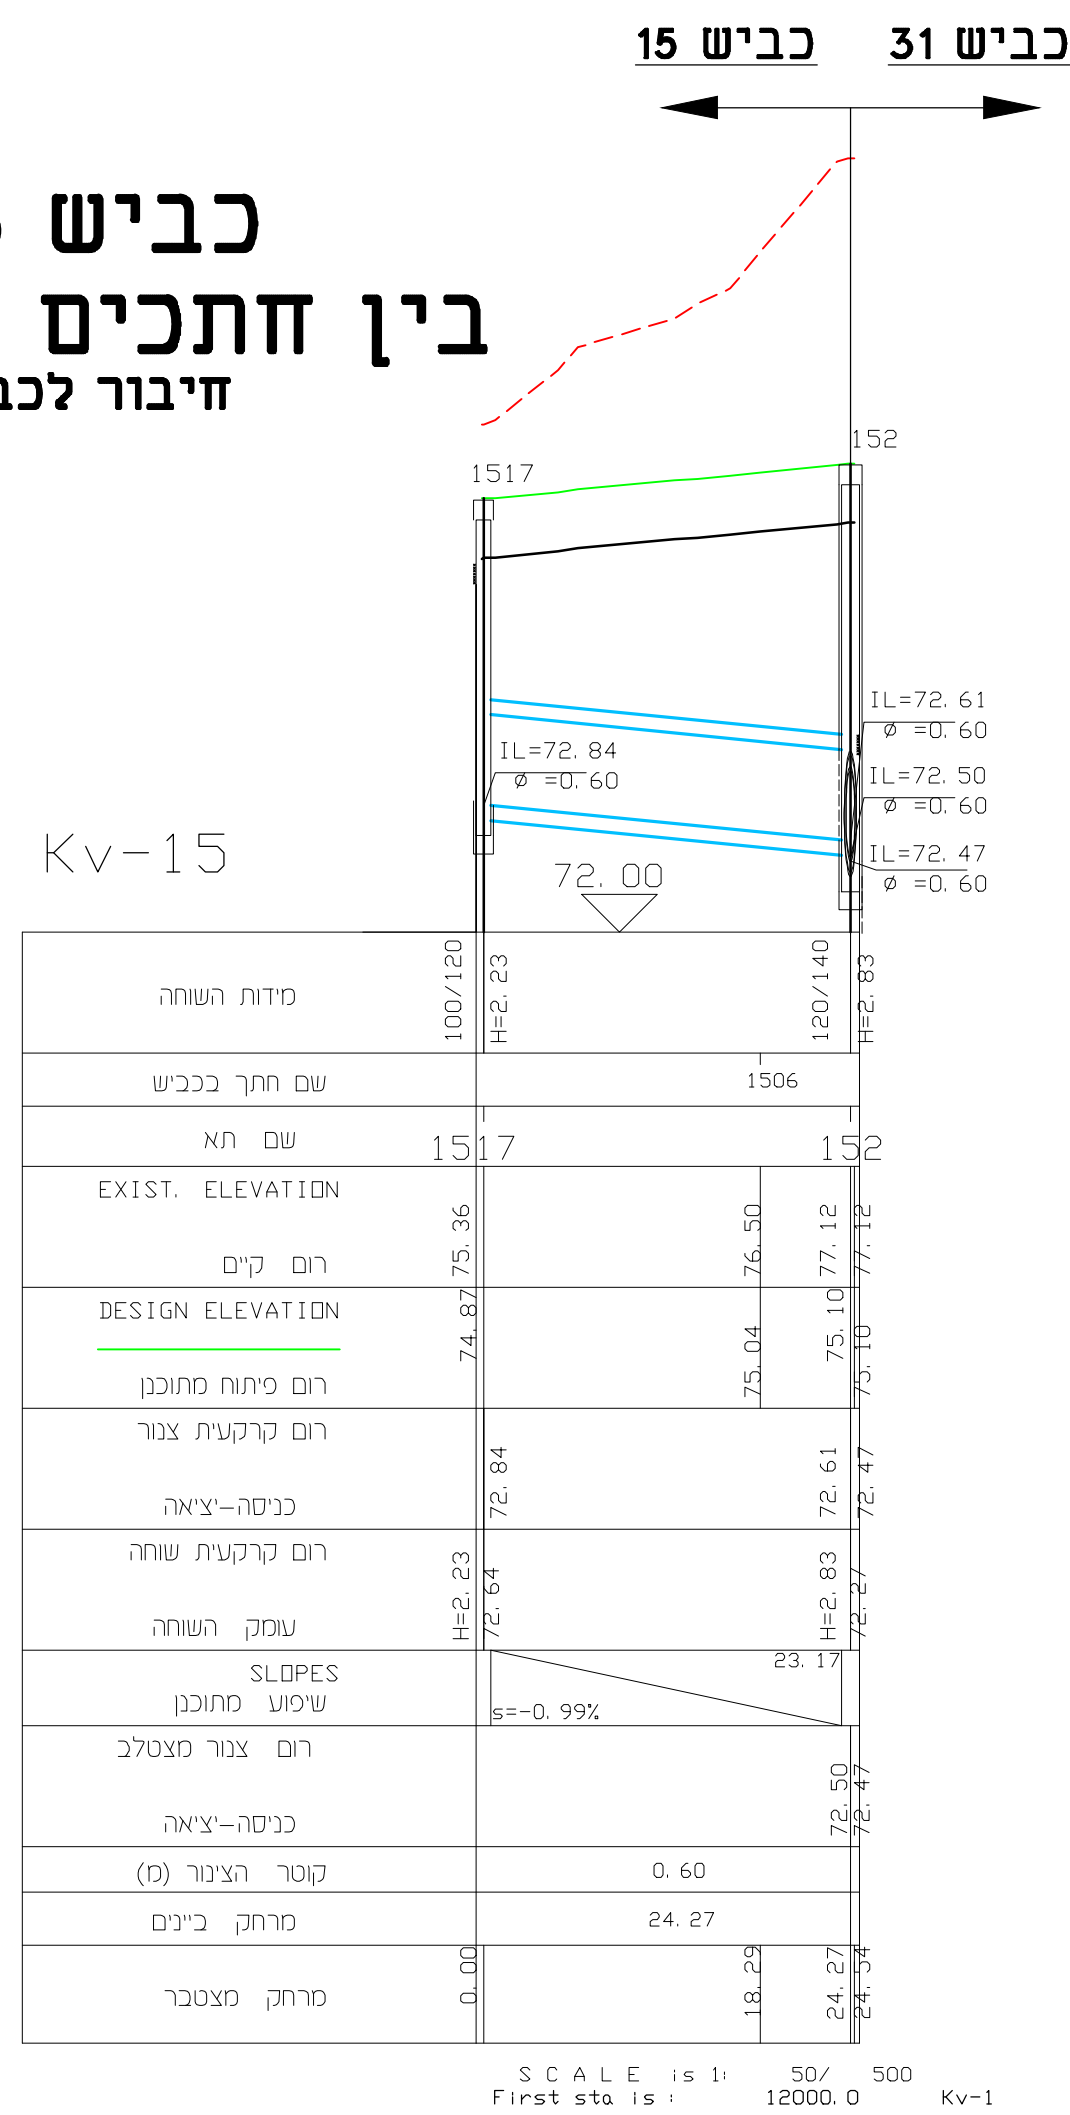 כביש 15
כביש 31
כביש
בין חתכים
חיבור
152
1517
IL=72.61
ø =0.60
IL=72.84
ø =0.60
IL=72.50
ø =0.60
IL=72.47
ø =0.60
Kv-15
72.00
מידות השוחה
100/120
H=2.23
120/140
H=2.83
שם חתך בכביש
1506
שם תא
1517
152
EXIST. ELEVATION
רום קיים
75.36
76.50
77.12
77.12
DESIGN ELEVATION
רום פיתוח מתוכנן
74.87
75.04
75.10
75.10
רום קרקעית צנור
כניסה-יציאה
72.84
72.61
72.47
רום קרקעית שוחה
עומק השוחה
H=2.23
72.64
H=2.83
72.27
SLOPES
שיפוע מתוכנן
s=-0.99%
23.17
רום צנור מצטלב
כניסה-יציאה
72.50
72.47
קוטר הצינור (מ)
0.60
מרחק ביינים
24.27
מרחק מצטבר
0.00
18.29
24.27
24.54
SCALE is 1: 50/ 500
First sta is : 12000.0 Kv-1